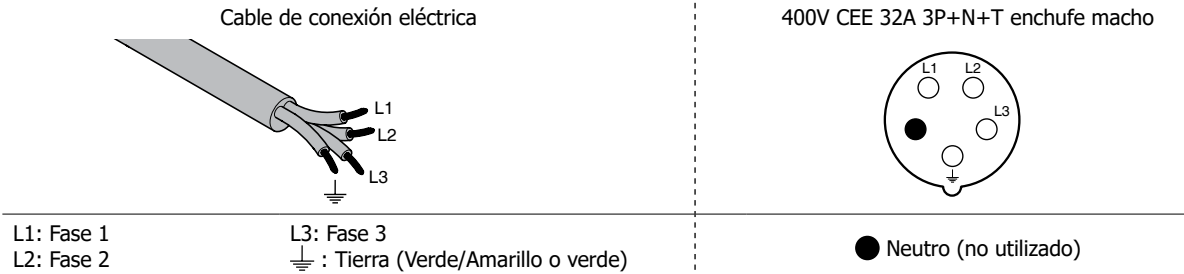 Cable de conexión eléctrica
L1
L2
L3
400V CEE 32A 3P+N+T enchufe macho
L1 L2
L3
L1: Fase 1
L2: Fase 2
L3: Fase 3
⏚ : Tierra (Verde/Amarillo o verde)
Neutro (no utilizado)